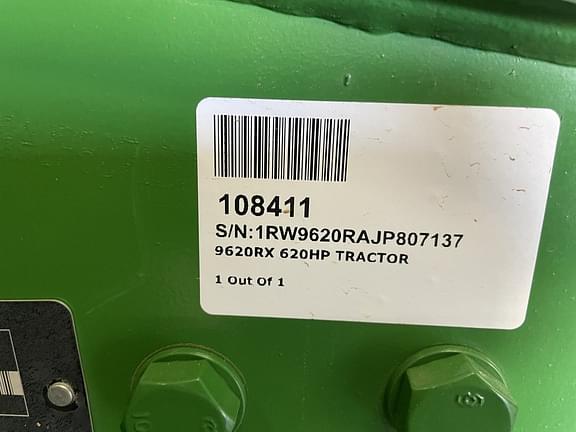 108411
S/N:1RW9620RAJP807137
9620RX 620HP TRACTOR
1 Out Of 1